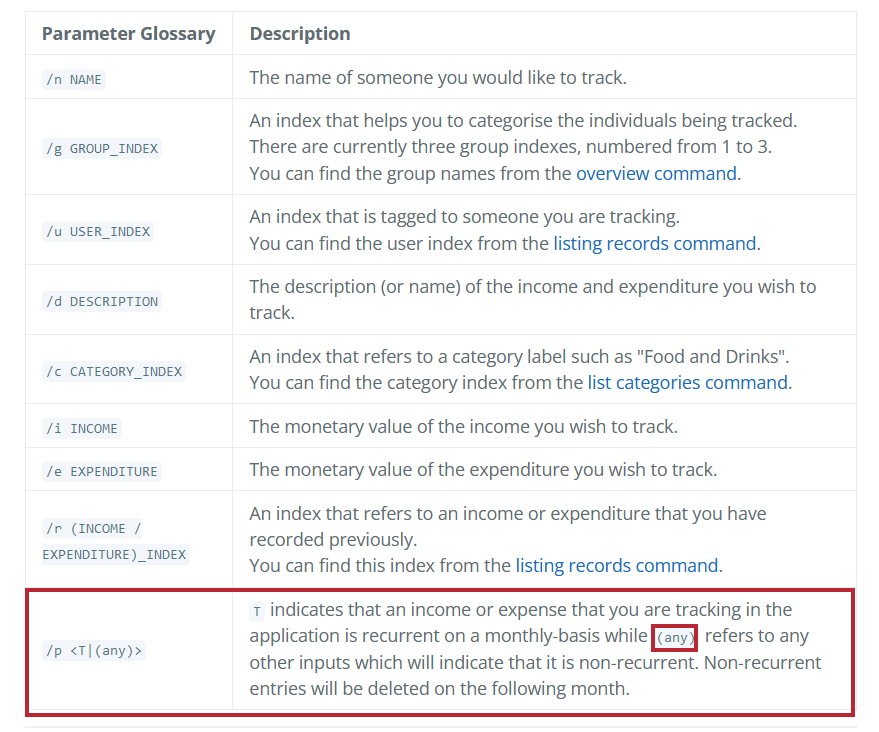 Parameter Glossary Description
/n NAME The name of someone you would like to track.
/g GROUP_INDEX An index that helps you to categorise the individuals being tracked.
There are currently three group indexes, numbered from 1 to 3.
You can find the group names from the overview command.
/u USER_INDEX An index that is tagged to someone you are tracking.
You can find the user index from the listing records command.
/d DESCRIPTION The description (or name) of the income and expenditure you wish to
track.
/c CATEGORY_INDEX An index that refers to a category label such as "Food and Drinks".
You can find the category index from the list categories command.
/i INCOME The monetary value of the income you wish to track.
/e EXPENDITURE The monetary value of the expenditure you wish to track.
/r (INCOME /
EXPENDITURE)_INDEX
An index that refers to an income or expenditure that you have
recorded previously.
You can find this index from the listing records command.
/p <T|(any)>
T indicates that an income or expense that you are tracking in the
application is recurrent on a monthly-basis while (any) refers to any
other inputs which will indicate that it is non-recurrent. Non-recurrent
entries will be deleted on the following month.